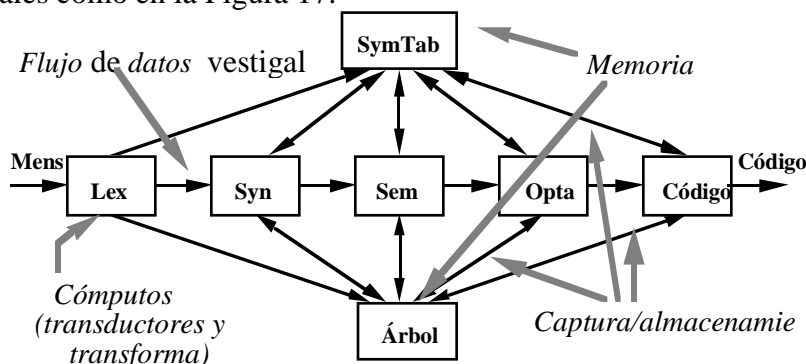 ales como en la Figura 17.
SymTab
Flujo de datos vestigal
Memoria
Mens
Código
Lex
Syn
Sem
Opta
Código
Cómputos
(transductores y
transforma)
Captura/almacenamie
Árbol